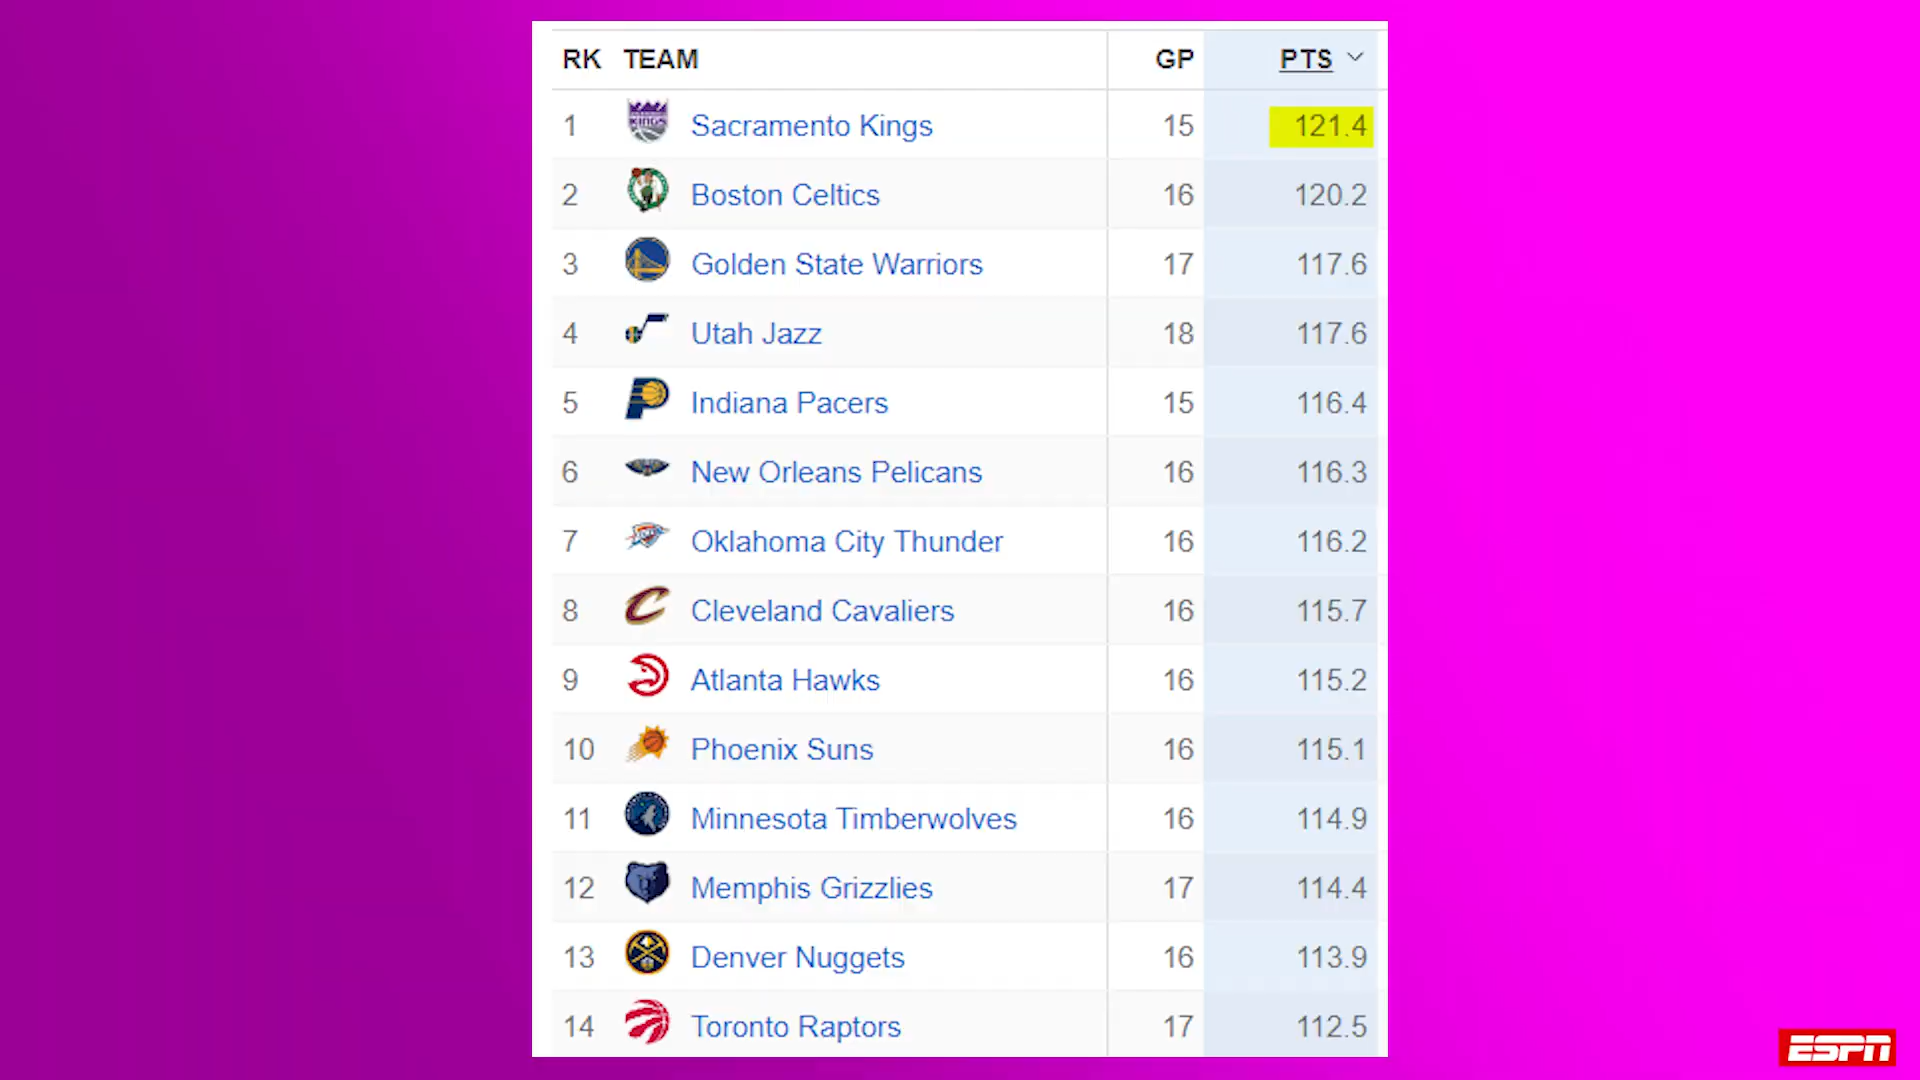 RK TEAM GP PTS
1 KINGS Sacramento Kings 15 121.4
2 Boston Celtics 16 120.2
3 Golden State Warriors 17 117.6
4 Utah Jazz 18 117.6
5 Indiana Pacers 15 116.4
6 New Orleans Pelicans 16 116.3
7 Oklahoma City Thunder 16 116.2
8 Cleveland Cavaliers 16 115.7
9 Atlanta Hawks 16 115.2
10 Phoenix Suns 16 115.1
11 Minnesota Timberwolves 16 114.9
12 Memphis Grizzlies 17 114.4
13 Denver Nuggets 16 113.9
14 Toronto Raptors 17 112.5
ESPN